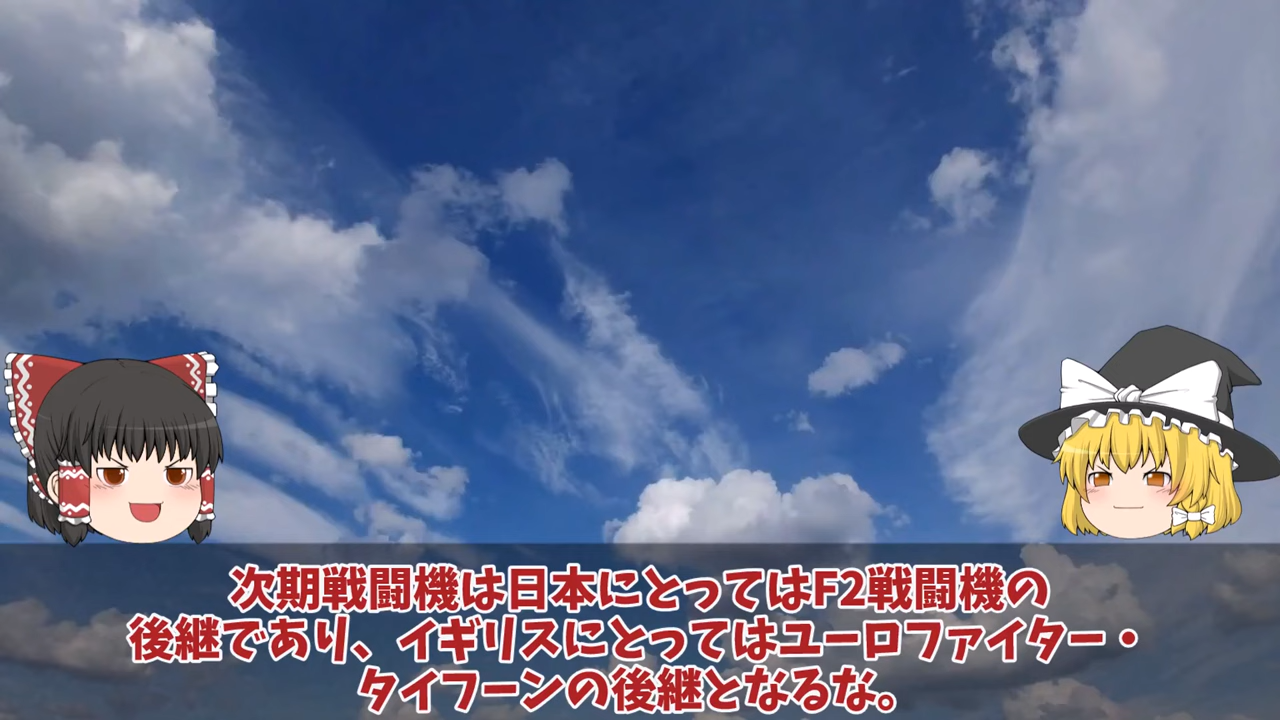 次期戦闘機は日本にとってはF2戦闘機の
後継であり、イギリスにとってはユーロファイター・
タイフーンの後継となるな。